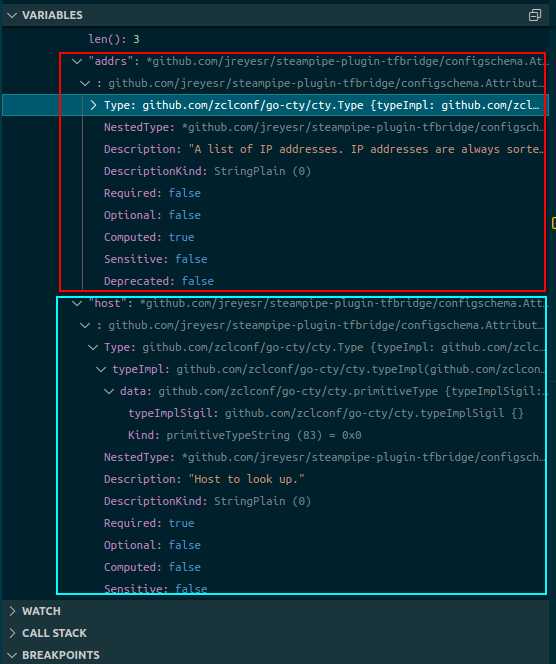 VARIABLES
len(): 3
"addrs": *github.com/jreyesr/steampipe-plugin-tfbridge/configschema.Att…
: github.com/jreyesr/steampipe-plugin-tfbridge/configschema.Attribut…
Type: github.com/zclconf/go-cty/cty.Type {typeImpl: github.com/zcl…
NestedType: *github.com/jreyesr/steampipe-plugin-tfbridge/configsch…
Description: "A list of IP addresses. IP addresses are always sorte…
DescriptionKind: StringPlain (0)
Required: false
Optional: false
Computed: true
Sensitive: false
Deprecated: false
"host": *github.com/jreyesr/steampipe-plugin-tfbridge/configschema.Attr…
: github.com/jreyesr/steampipe-plugin-tfbridge/configschema.Attribut…
Type: github.com/zclconf/go-cty/cty.Type {typeImpl: github.com/zclc…
typeImpl: github.com/zclconf/go-cty/cty.typeImpl(github.com/zclcon…
data: github.com/zclconf/go-cty/cty.primitiveType {typeImplSigil:…
typeImplSigil: github.com/zclconf/go-cty/cty.typeImplSigil {}
Kind: primitiveTypeString (83) = 0x0
NestedType: *github.com/jreyesr/steampipe-plugin-tfbridge/configsch…
Description: "Host to look up."
DescriptionKind: StringPlain (0)
Required: true
Optional: false
Computed: false
Sensitive: false
WATCH
CALL STACK
BREAKPOINTS